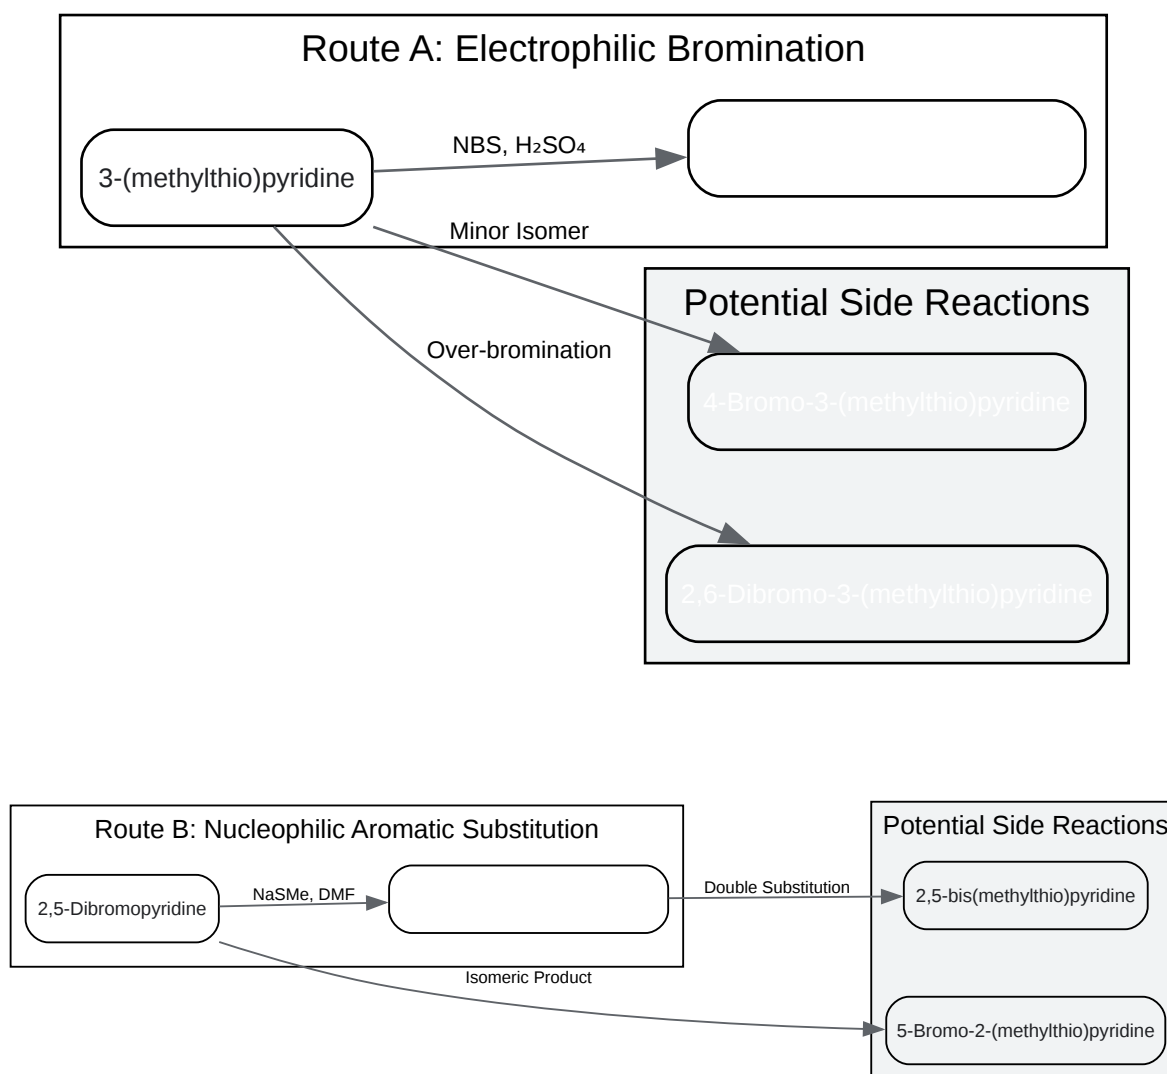 Route A: Electrophilic Bromination
3-(methylthio)pyridine
NBS, H₂SO₄
Minor Isomer
Over-bromination
Potential Side Reactions
4-Bromo-3-(methylthio)pyridine
2,6-Dibromo-3-(methylthio)pyridine
Route B: Nucleophilic Aromatic Substitution
2,5-Dibromopyridine
NaSMe, DMF
Double Substitution
Isomeric Product
Potential Side Reactions
2,5-bis(methylthio)pyridine
5-Bromo-2-(methylthio)pyridine